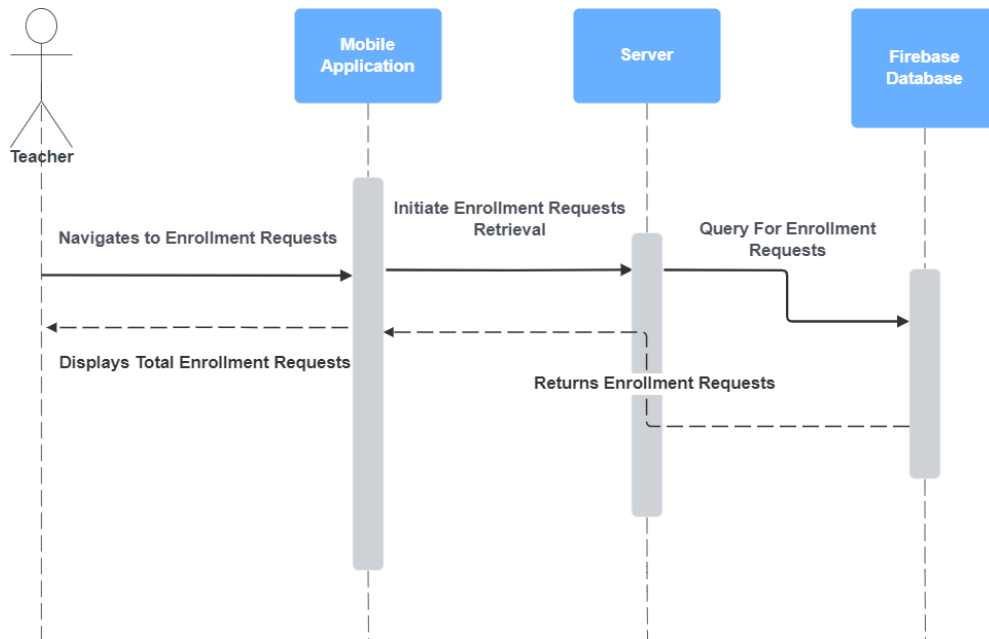 Mobile
Application
Server
Firebase
Database
Teacher
Navigates to Enrollment Requests
Initiate Enrollment Requests
Retrieval
Query For Enrollment
Requests
Displays Total Enrollment Requests
Returns Enrollment Requests